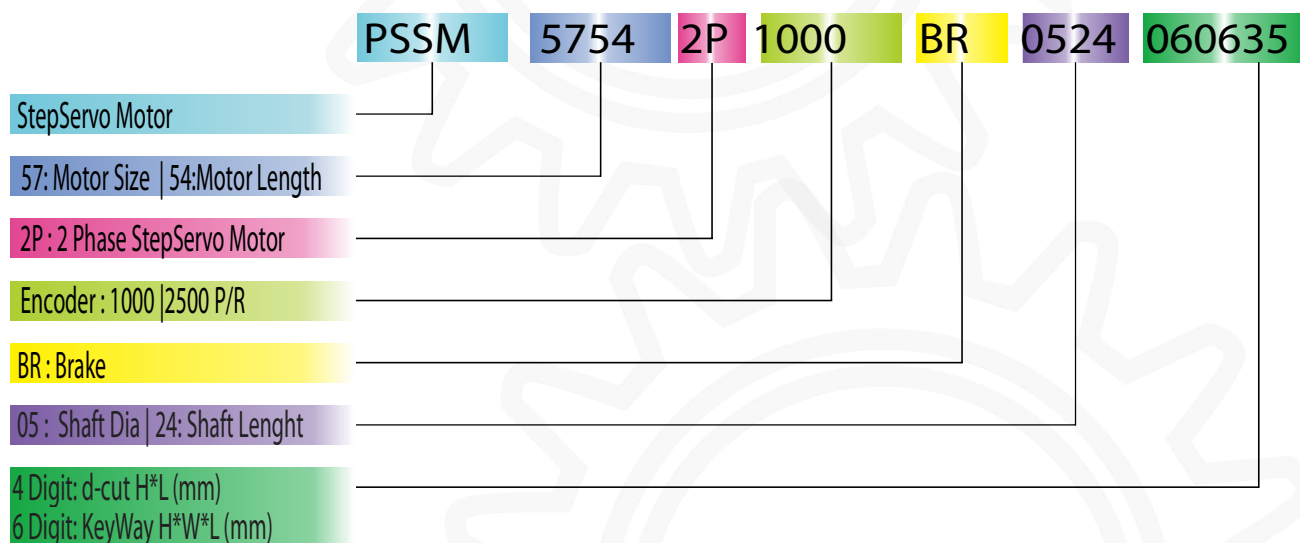 PSSM 5754 2P 1000 BR 0524 060635
StepServo Motor
57: Motor Size | 54:Motor Length
2P : 2 Phase StepServo Motor
Encoder : 1000 |2500 P/R
BR : Brake
05 : Shaft Dia | 24: Shaft Lenght
4 Digit: d-cut H*L (mm)
6 Digit: KeyWay H*W*L (mm)